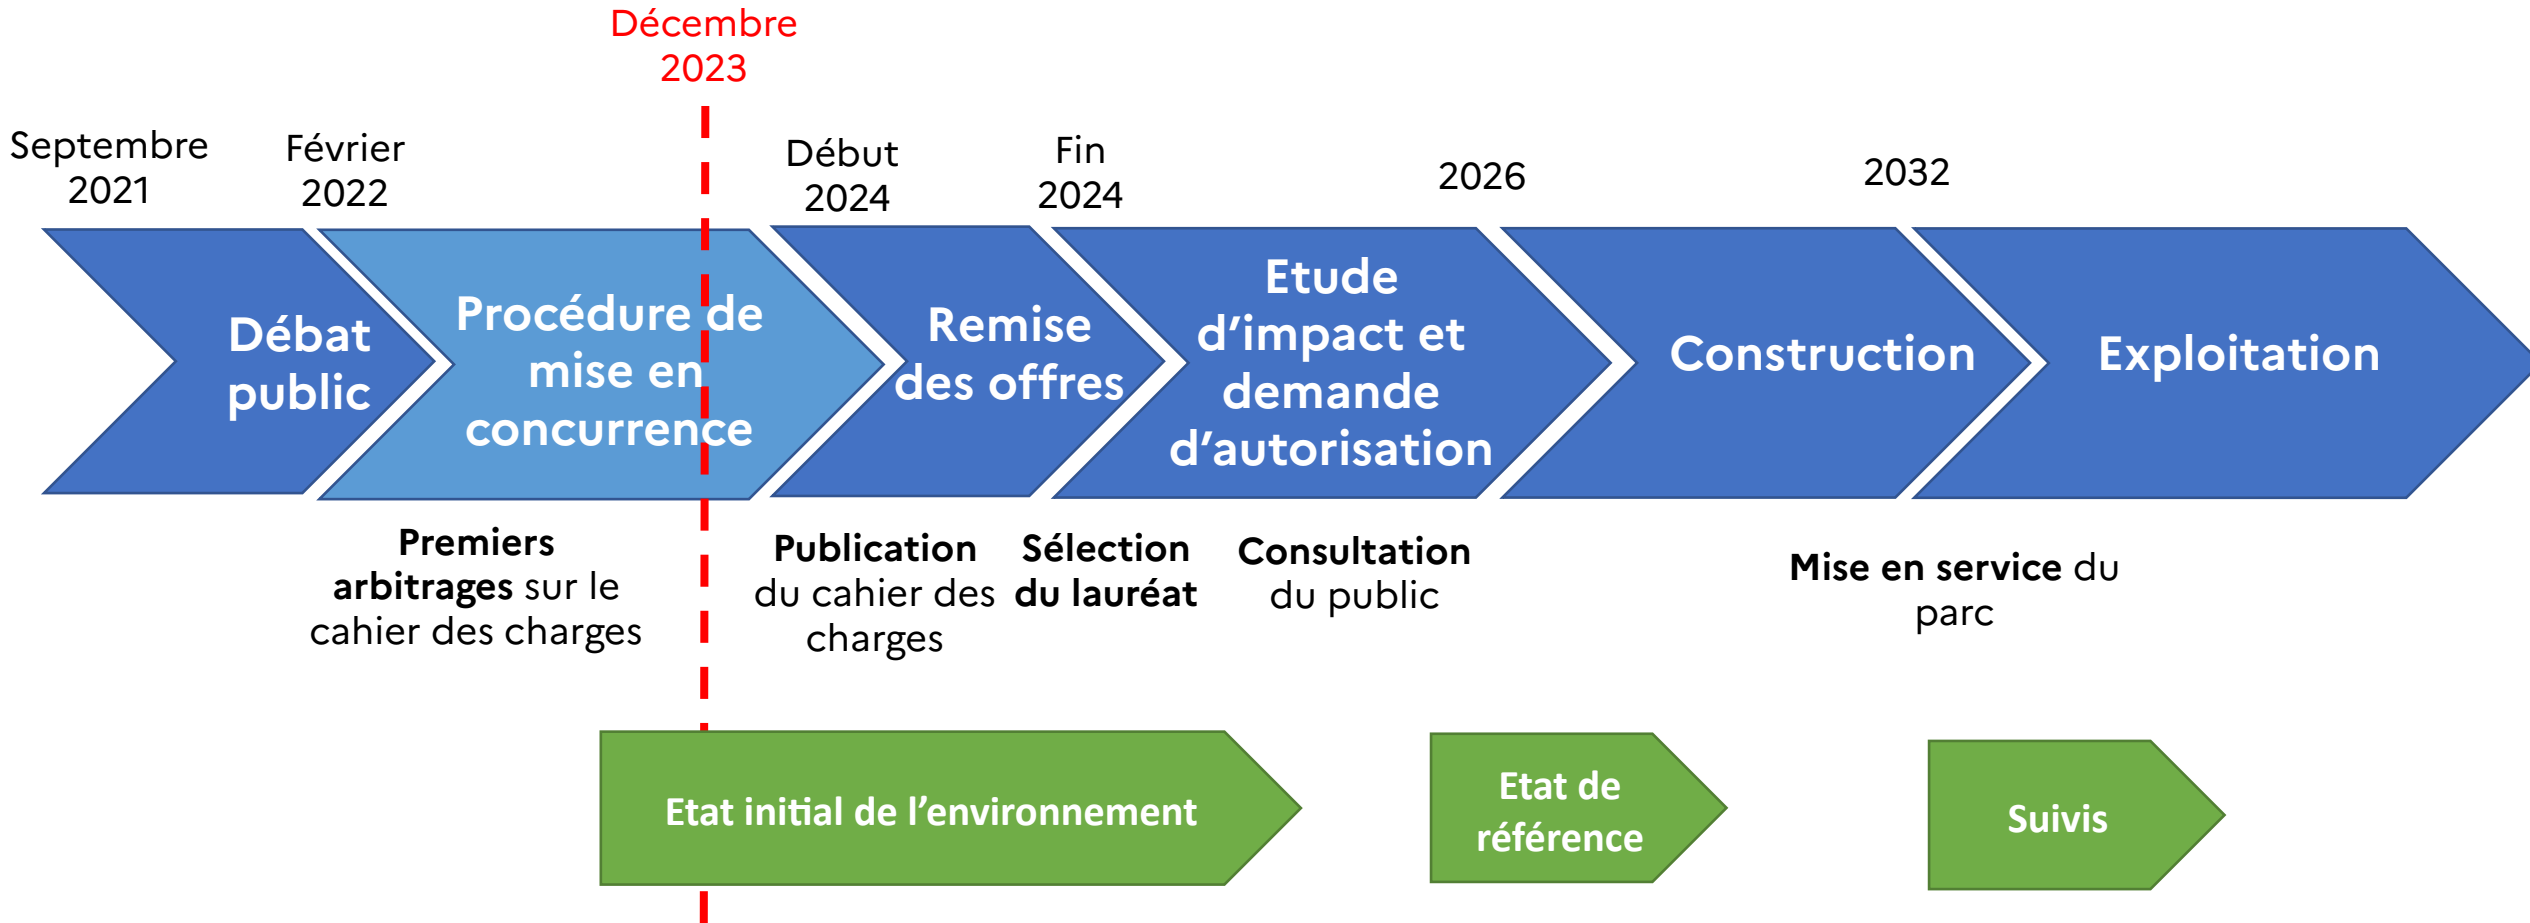 Décembre
2023
Septembre
2021
Février
2022
Début
2024
Fin
2024
2026
2032
Débat
public
Procédure de
mise en
concurrence
Remise
des offres
Etude
d’impact et
demande
d’autorisation
Construction
Exploitation
Premiers
arbitrages sur le
cahier des charges
Publication
du cahier des
charges
Sélection
du lauréat
Consultation
du public
Mise en service du
parc
Etat initial de l’environnement
Etat de
référence
Suivis